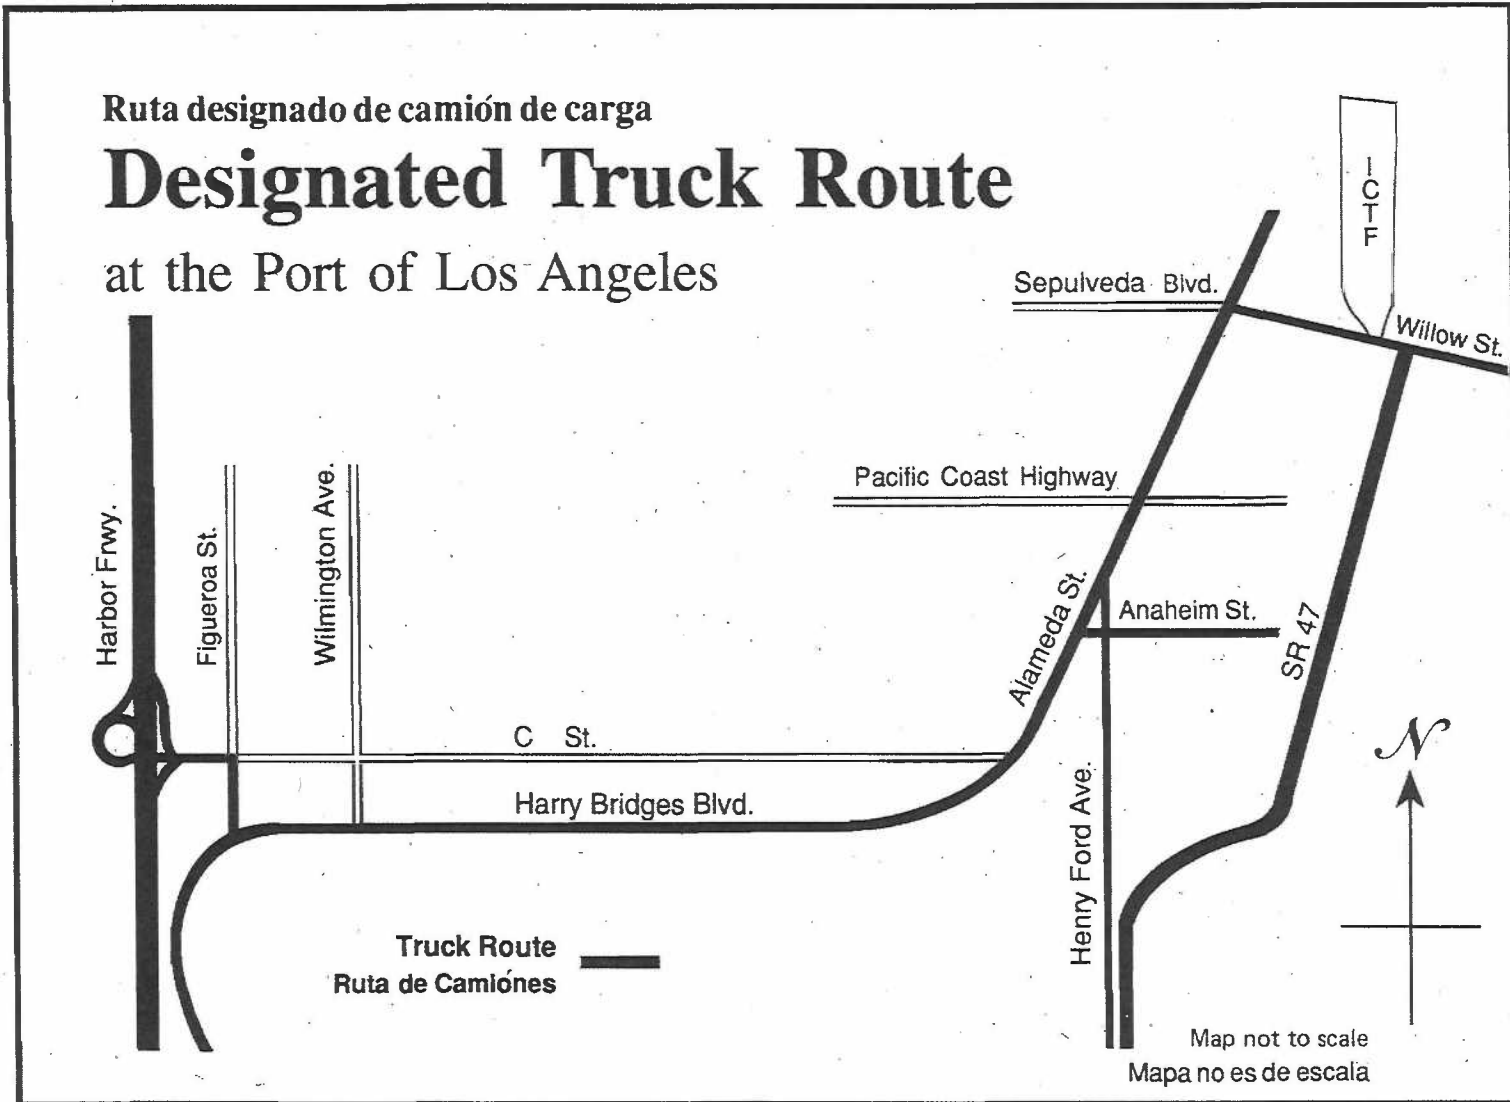 Ruta designado de camión de carga
Designated Truck Route
at the Port of Los Angeles
ICTF
Sepulveda Blvd.
Willow St.
Pacific Coast Highway
Harbor Frwy.
Figueroa St.
Wilmington Ave.
Alameda St.
Anaheim St.
SR 47
C St.
Harry Bridges Blvd.
Henry Ford Ave.
N
Truck Route
Ruta de Camiónes
Map not to scale
Mapa no es de escala